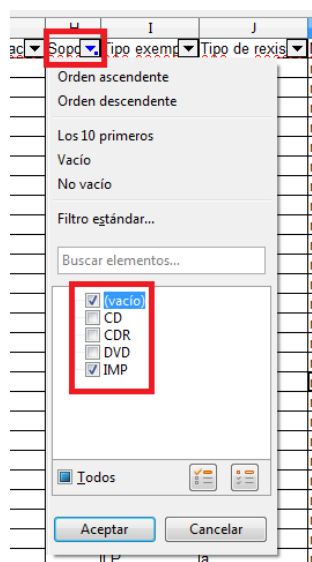 H I J
Sopo Tipo exemp Tipo de rexis
Orden ascendente
Orden descendente
Los 10 primeros
Vacío
No vacío
Filtro estándar...
Buscar elementos...
(vacío)
CD
CDR
DVD
IMP
Todos
Aceptar Cancelar